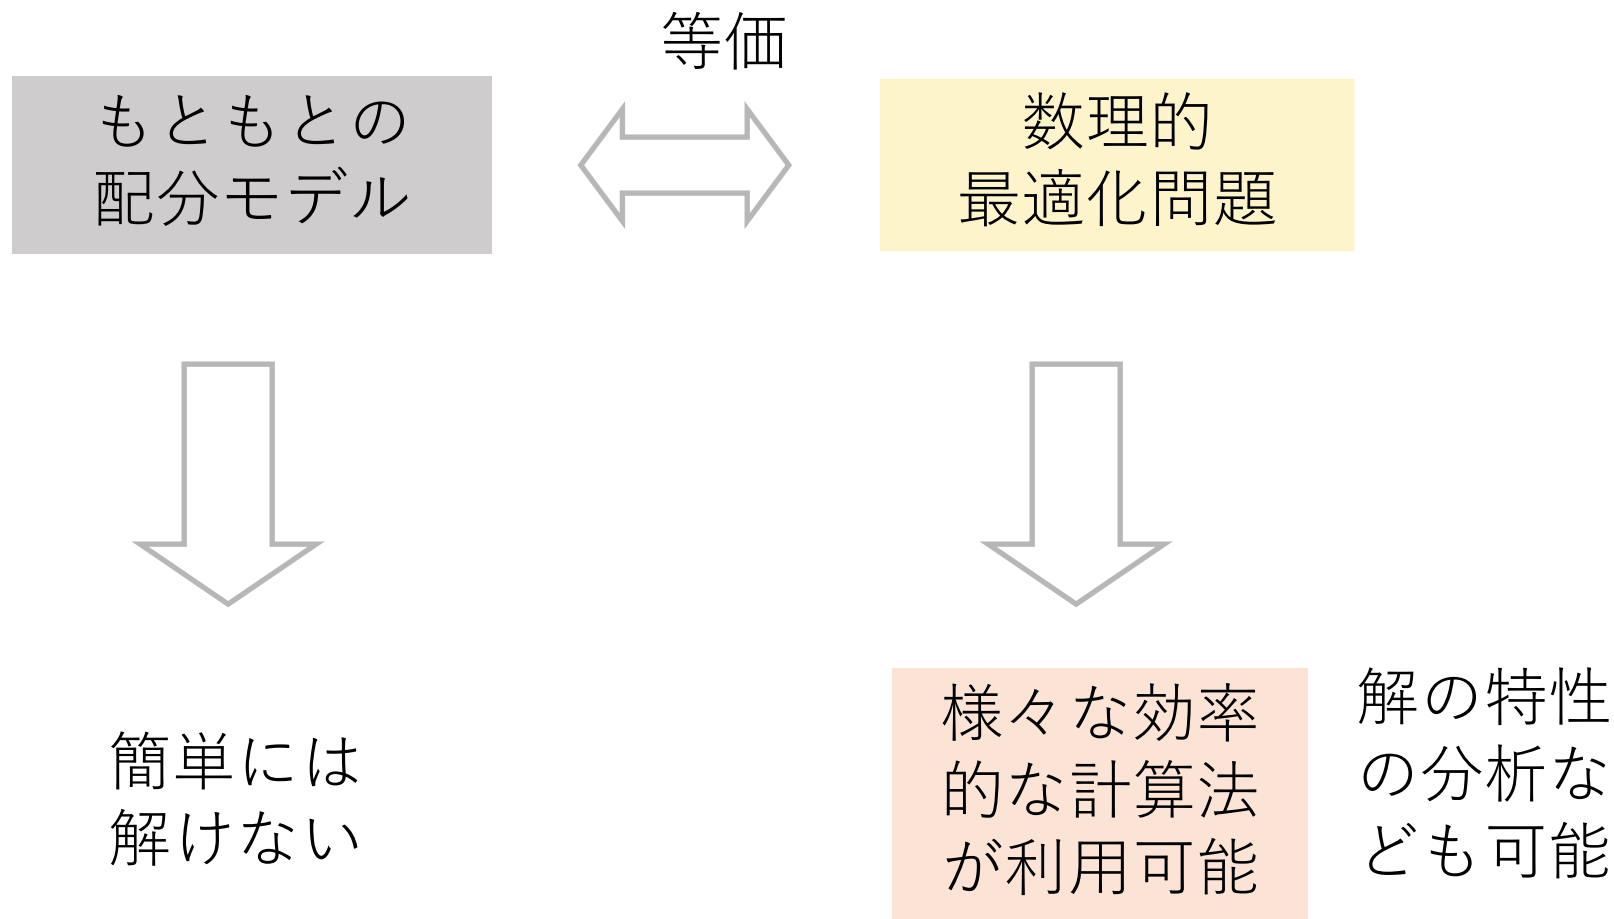 等価
もともとの
配分モデル
数理的
最適化問題
簡単には
解けない
様々な効率
的な計算法
が利用可能
解の特性
の分析な
ども可能